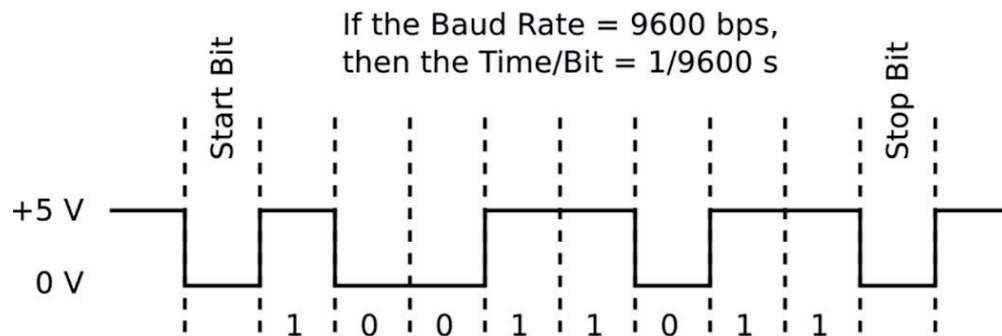 If the Baud Rate = 9600 bps,
then the Time/Bit = 1/9600 s
Start Bit
Stop Bit
+5 V
0 V
1 0 0 1 1 0 1 1